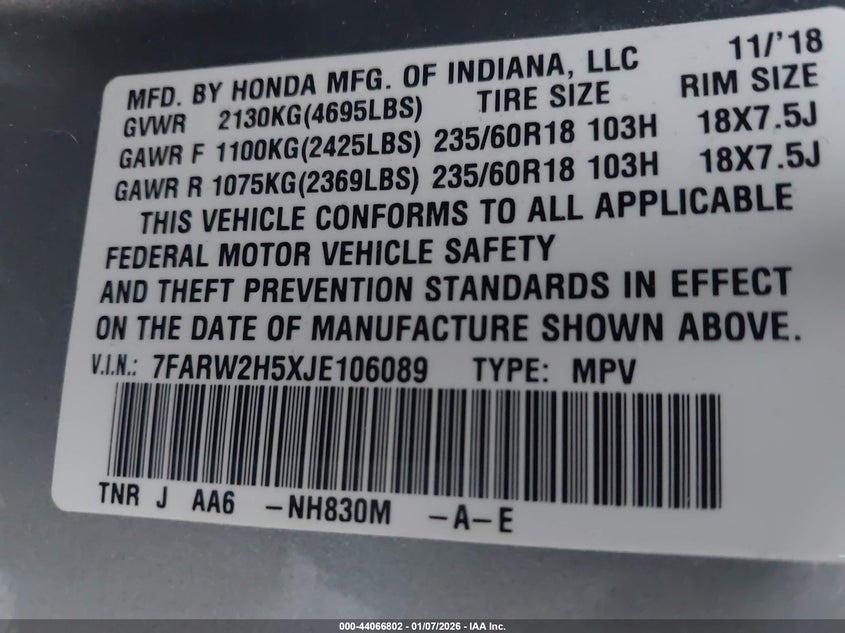 MFD. BY HONDA MFG. OF INDIANA, LLC 11/'18
GVWR 2130KG(4695LBS) TIRE SIZE RIM SIZE
GAWR F 1100KG(2425LBS) 235/60R18 103H 18X7.5J
GAWR R 1075KG(2369LBS) 235/60R18 103H 18X7.5J
THIS VEHICLE CONFORMS TO ALL APPLICABLE
FEDERAL MOTOR VEHICLE SAFETY
AND THEFT PREVENTION STANDARDS IN EFFECT
ON THE DATE OF MANUFACTURE SHOWN ABOVE.
V.I.N.: 7FARW2H5XJE106089 TYPE: MPV
TNR J AA6 -NH830M -A-E
000-44066802 - 01/07/2026 - IAA Inc.